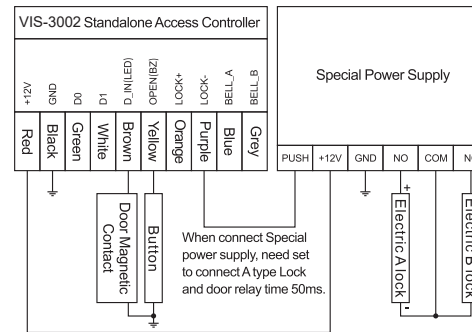 VIS-3002 Standalone Access Controller
+12V
GND
D0
D1
D_IN(LED)
OPEN(BZ)
LOCK+
LOCK-
BELL_A
BELL_B
Red
Black
Green
White
Brown
Yellow
Orange
Purple
Blue
Grey
Special Power Supply
PUSH
+12V
GND
NO
COM
Door Magnetic
Contact
Button
When connect Special
power supply, need set
to connect A type Lock
and door relay time 50ms.
+
Electric A lock
-
Electric B lock